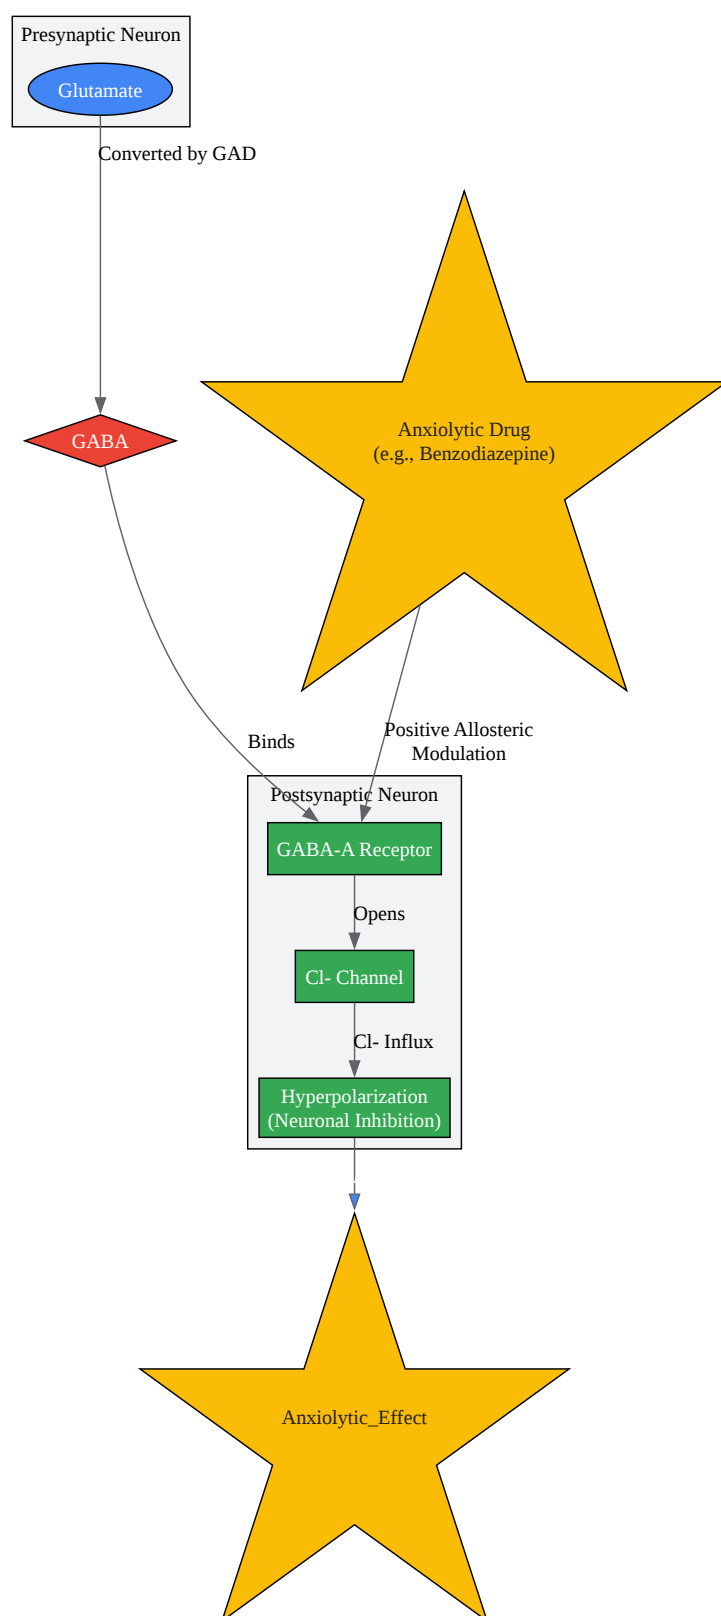 Presynaptic Neuron
Glutamate
Converted by GAD
Anxiolytic Drug
(e.g., Benzodiazepine)
GABA
Binds
Positive Allosteric
Modulation
Postsynaptic Neuron
GABA-A Receptor
Opens
Cl- Channel
Cl- Influx
Hyperpolarization
(Neuronal Inhibition)
Anxiolytic_Effect